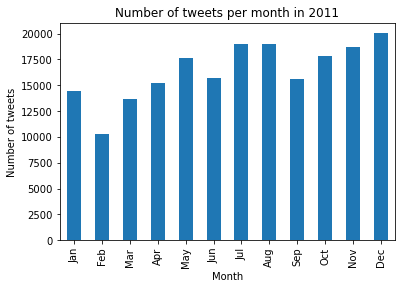 Number of tweets per month in 2011
Number of tweets
20000
17500
15000
12500
10000
7500
5000
2500
0
Jan
Feb
Mar
Apr
May
Jun
Jul
Aug
Sep
Oct
Nov
Dec
Month